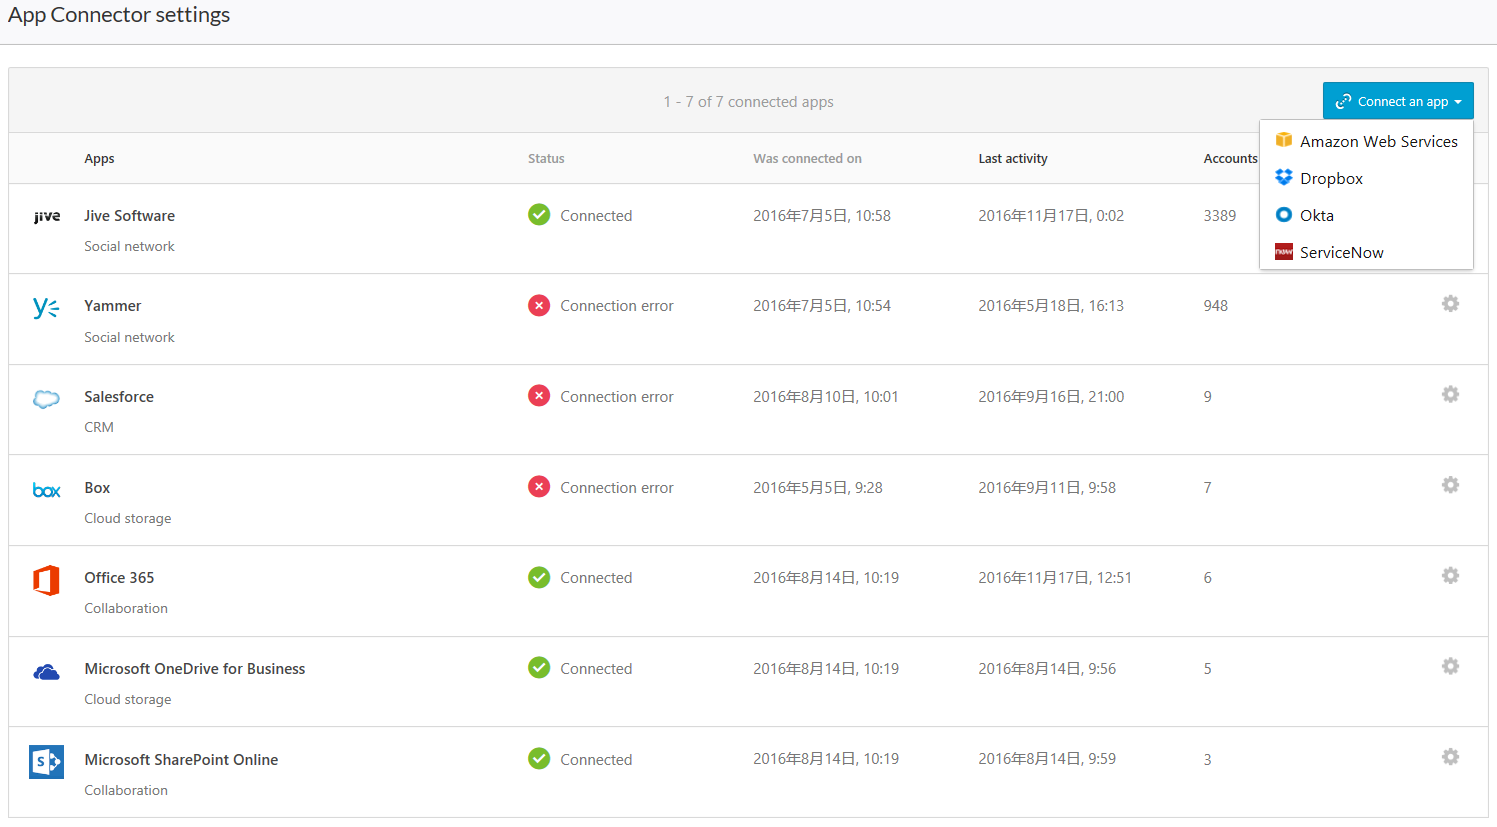 App Connector settings
1 - 7 of 7 connected apps
Connect an app
Amazon Web Services
Dropbox
Okta
ServiceNow
Apps Status Was connected on Last activity Accounts
jive Jive Software Connected 2016年7月5日, 10:58 2016年11月17日, 0:02 3389
Social network
Yammer Connection error 2016年7月5日, 10:54 2016年5月18日, 16:13 948
Social network
Salesforce Connection error 2016年8月10日, 10:01 2016年9月16日, 21:00 9
CRM
box Box Connection error 2016年5月5日, 9:28 2016年9月11日, 9:58 7
Cloud storage
Office 365 Connected 2016年8月14日, 10:19 2016年11月17日, 12:51 6
Collaboration
Microsoft OneDrive for Business Connected 2016年8月14日, 10:19 2016年8月14日, 9:56 5
Cloud storage
S Microsoft SharePoint Online Connected 2016年8月14日, 10:19 2016年8月14日, 9:59 3
Collaboration